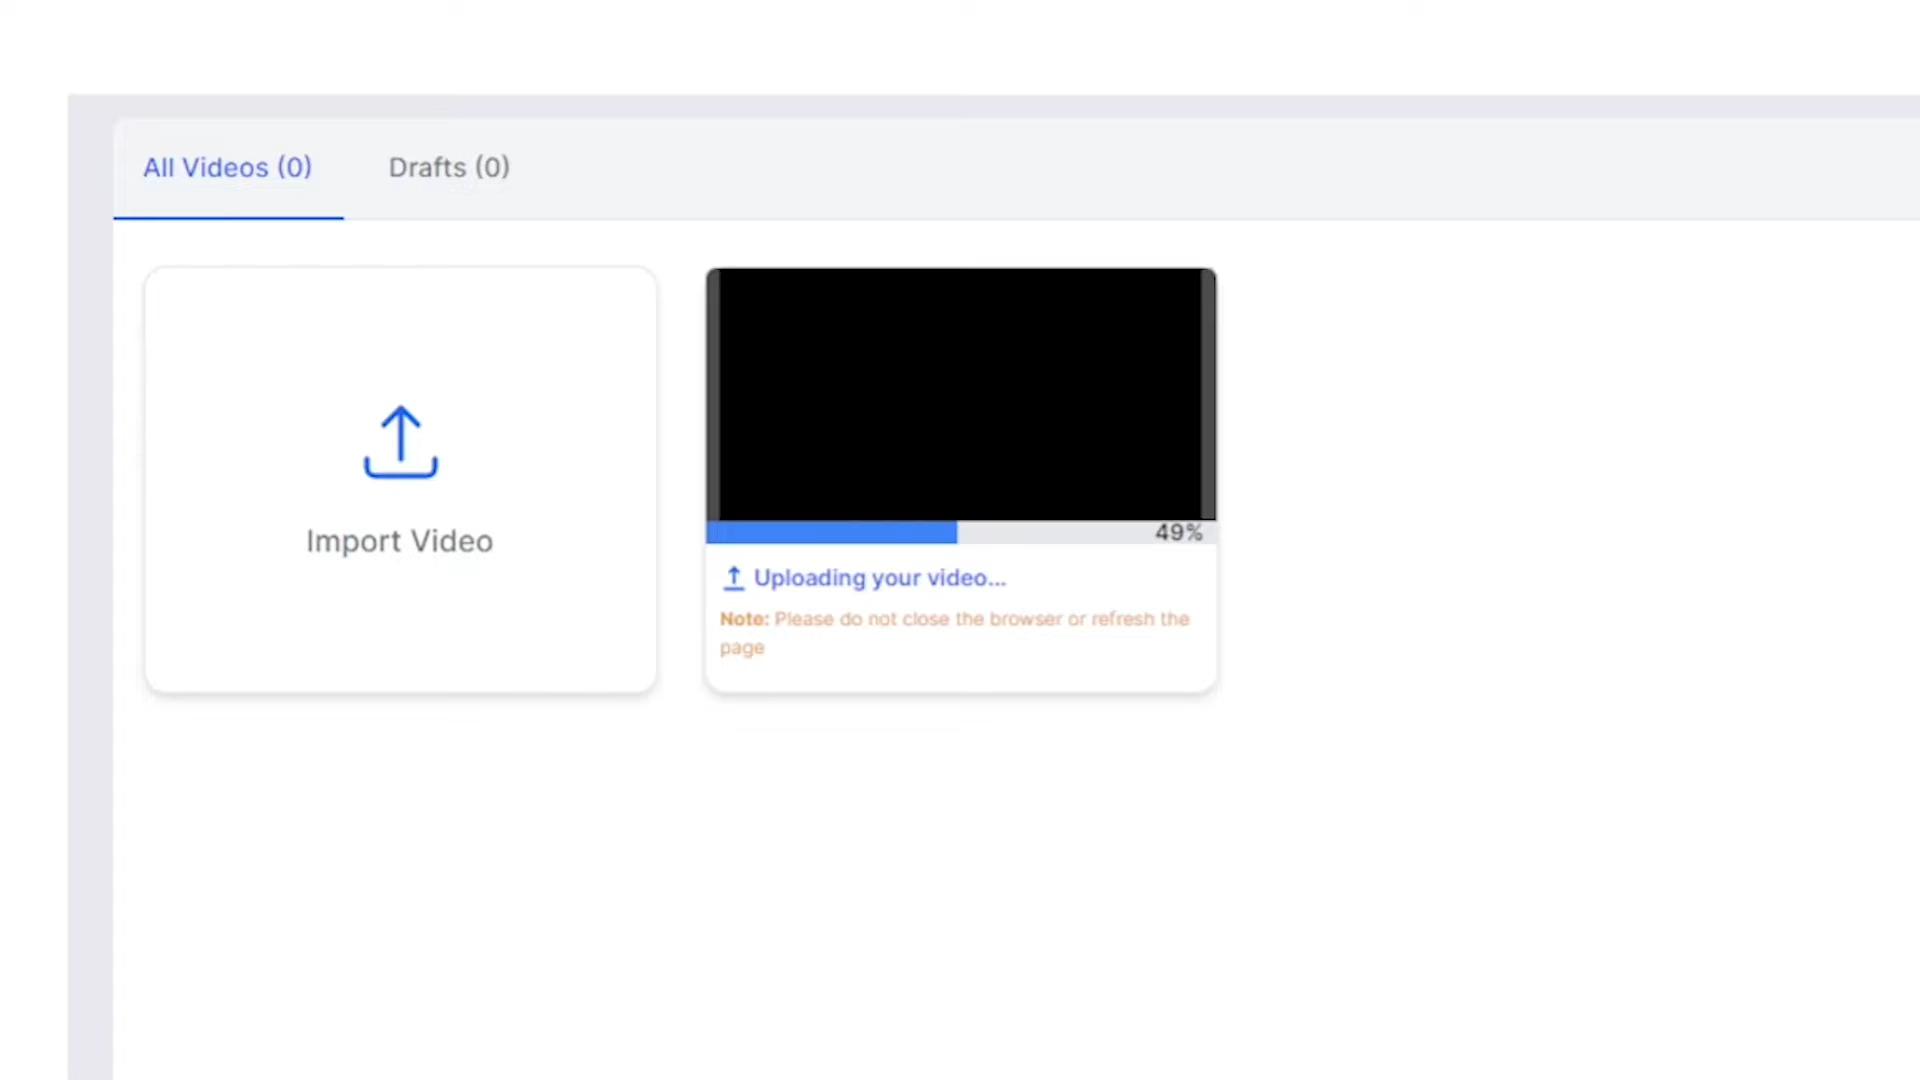 All Videos (0)
Drafts (0)
Import Video
49%
Uploading your video...
Note: Please do not close the browser or refresh the
page